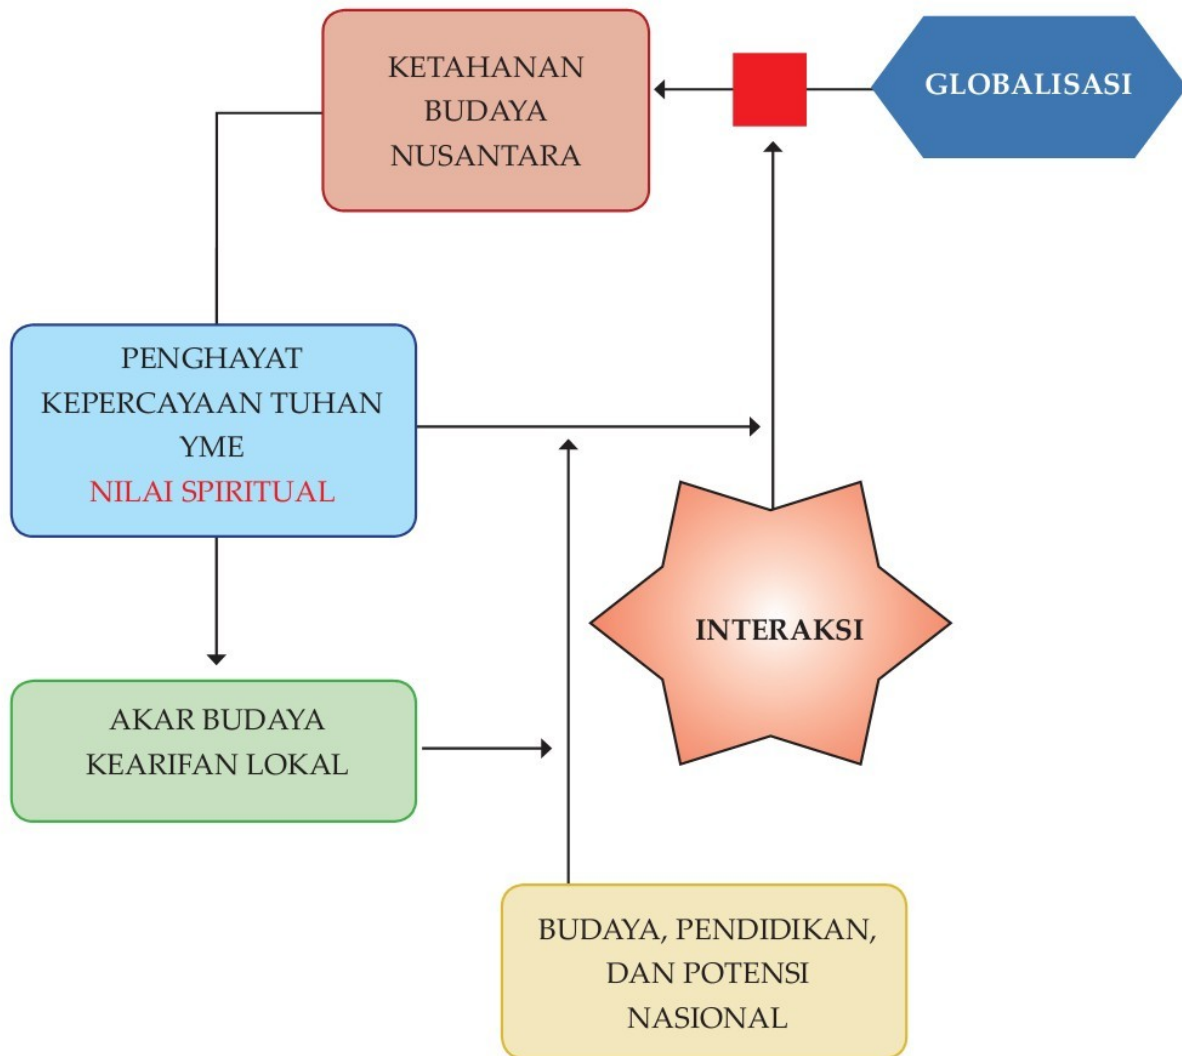 KETAHANAN
BUDAYA
NUSANTARA
GLOBALISASI
PENGHAYAT
KEPERCAYAAN TUHAN
YME
NILAI SPIRITUAL
INTERAKSI
AKAR BUDAYA
KEARIFAN LOKAL
BUDAYA, PENDIDIKAN,
DAN POTENSI
NASIONAL